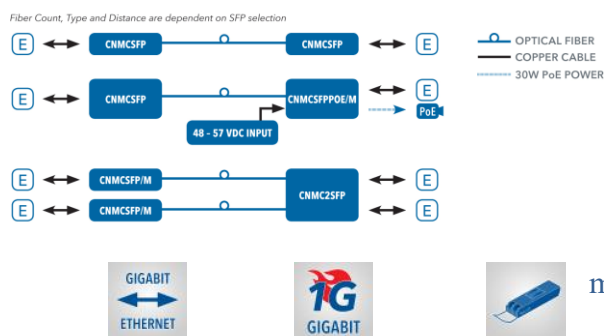 Fiber Count, Type and Distance are dependent on SFP selection
E CNMCSFP CNMCSFP E
OPTICAL FIBER
COPPER CABLE
30W PoE POWER
E CNMCSFP CNMCSFPPOE/M E
PoE
48 - 57 VDC INPUT
E CNMCSFP/M CNMC2SFP E
E CNMCSFP/M E
GIGABIT
ETHERNET
1G
GIGABIT
m